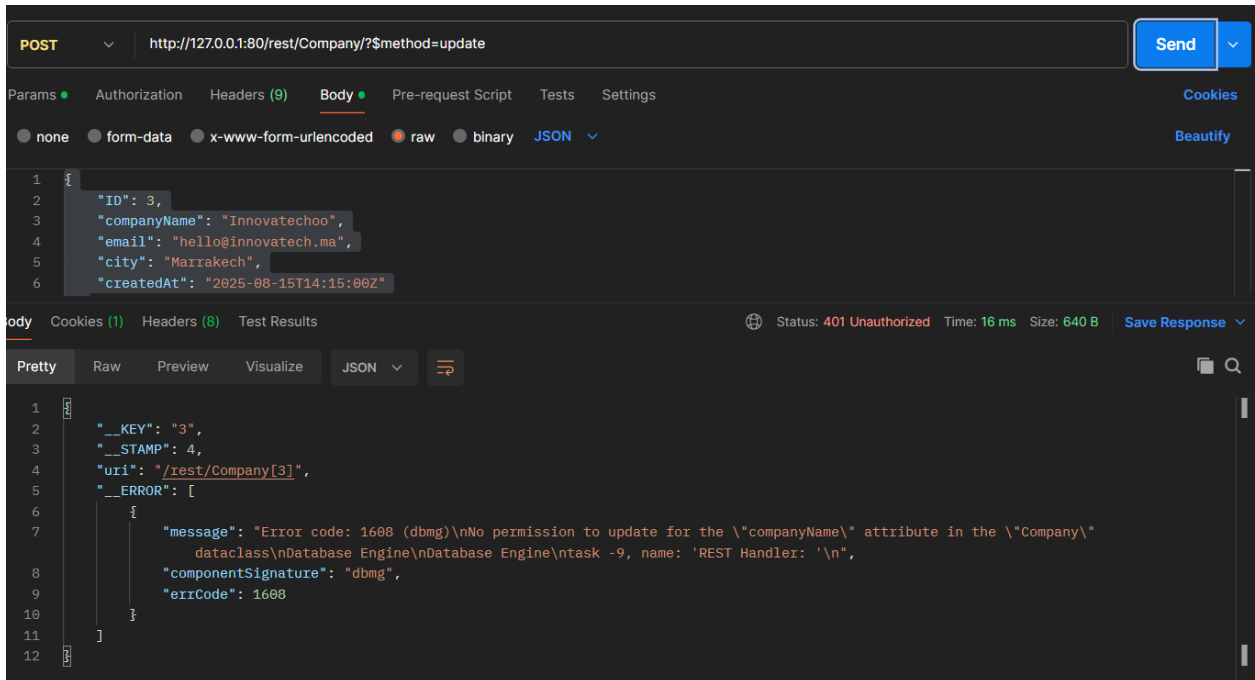 POST http://127.0.0.1:80/rest/Company/?$method=update Send
Params Authorization Headers (9) Body Pre-request Script Tests Settings Cookies
none form-data x-www-form-urlencoded raw binary JSON Beautify
1 {
2 "ID": 3,
3 "companyName": "Innovatechoo",
4 "email": "hello@innovatech.ma",
5 "city": "Marrakech",
6 "createdAt": "2025-08-15T14:15:00Z"
ody Cookies (1) Headers (8) Test Results Status: 401 Unauthorized Time: 16 ms Size: 640 B Save Response
Pretty Raw Preview Visualize JSON
1 {
2 "__KEY": "3",
3 "__STAMP": 4,
4 "uri": "/rest/Company[3]",
5 "__ERROR": [
6 {
7 "message": "Error code: 1608 (dbmg)\nNo permission to update for the \"companyName\" attribute in the \"Company\"
dataclass\nDatabase Engine\nDatabase Engine\ntask -9, name: 'REST Handler: '\n",
8 "componentSignature": "dbmg",
9 "errCode": 1608
10 }
11 ]
12 }